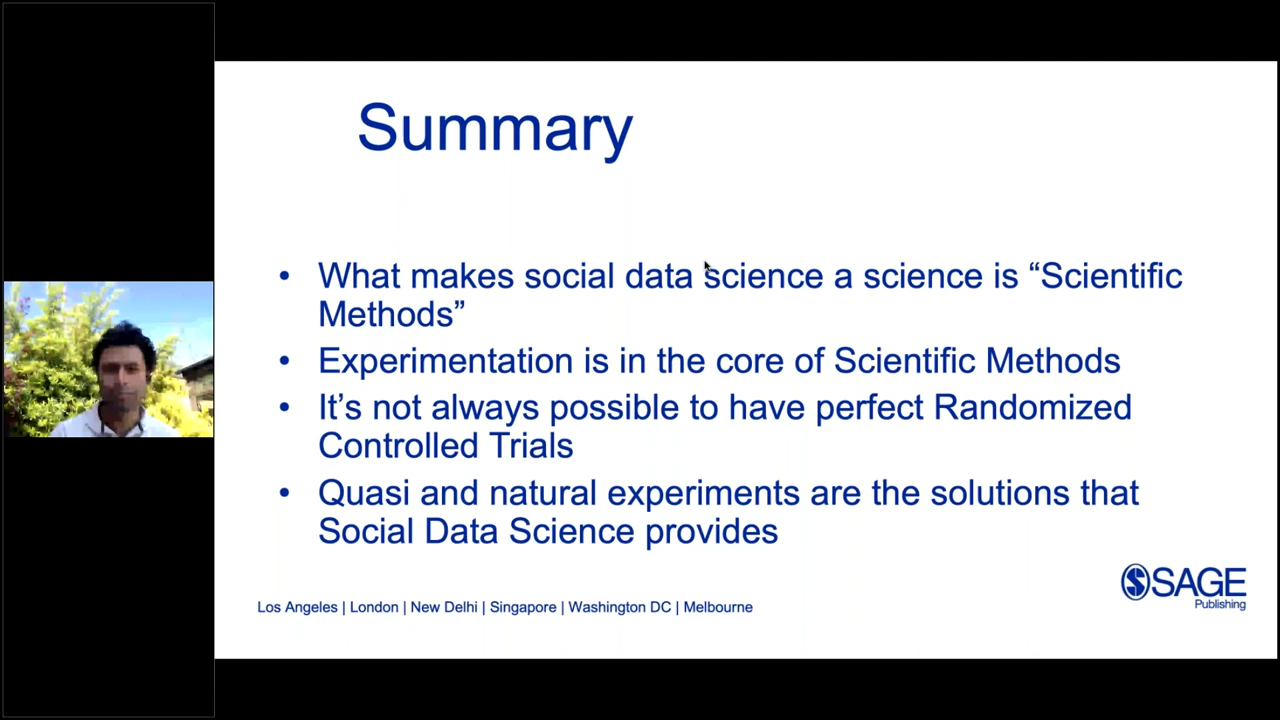 Summary
• What makes social data science a science is “Scientific
Methods”
• Experimentation is in the core of Scientific Methods
• It’s not always possible to have perfect Randomized
Controlled Trials
• Quasi and natural experiments are the solutions that
Social Data Science provides
SAGE
Publishing
Los Angeles | London | New Delhi | Singapore | Washington DC | Melbourne